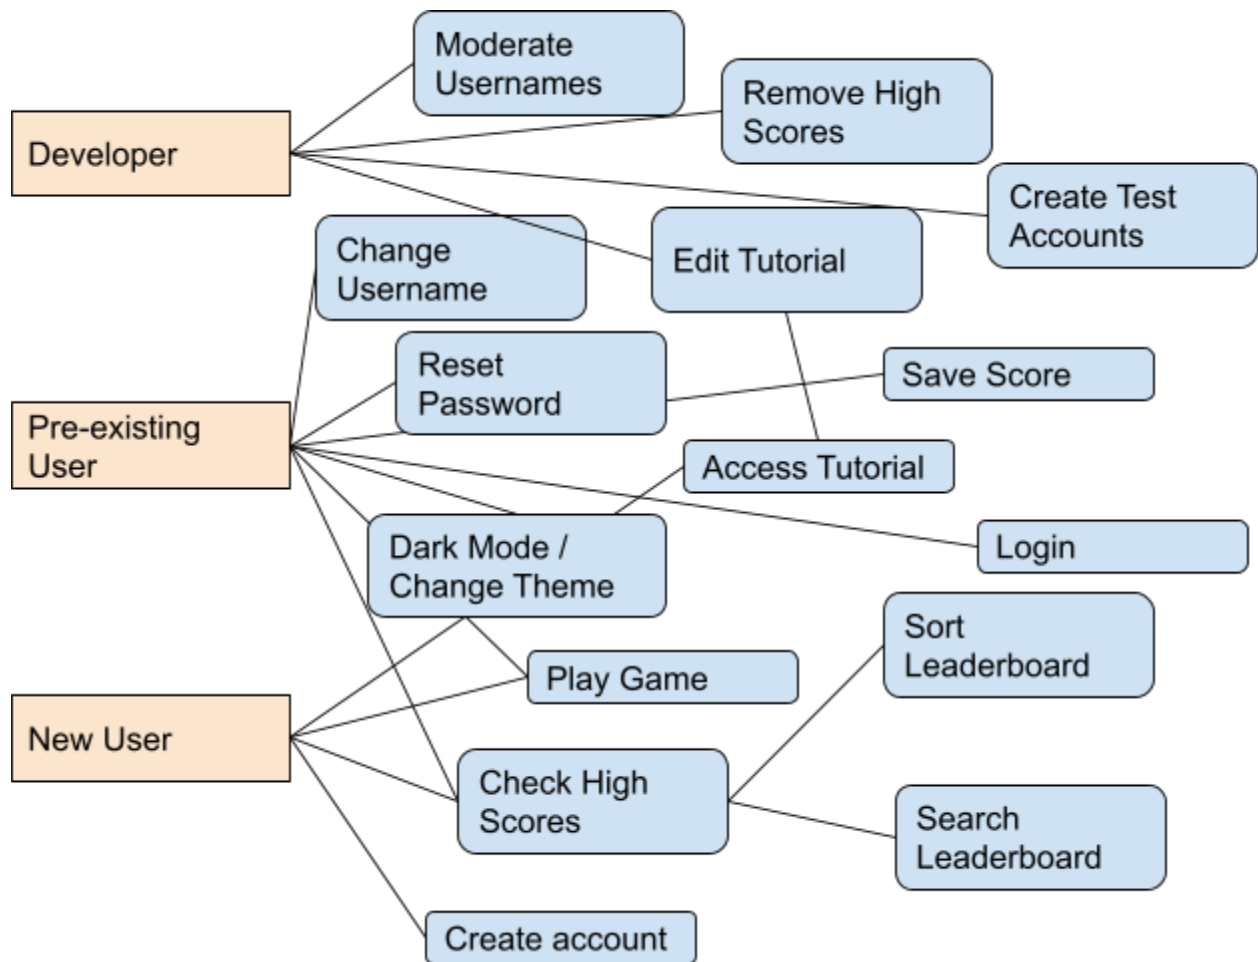 Moderate
Usernames
Remove High
Scores
Developer
Create Test
Accounts
Change
Username
Edit Tutorial
Reset
Password
Save Score
Pre-existing
User
Access Tutorial
Login
Dark Mode /
Change Theme
Sort
Leaderboard
Play Game
New User
Check High
Scores
Search
Leaderboard
Create account